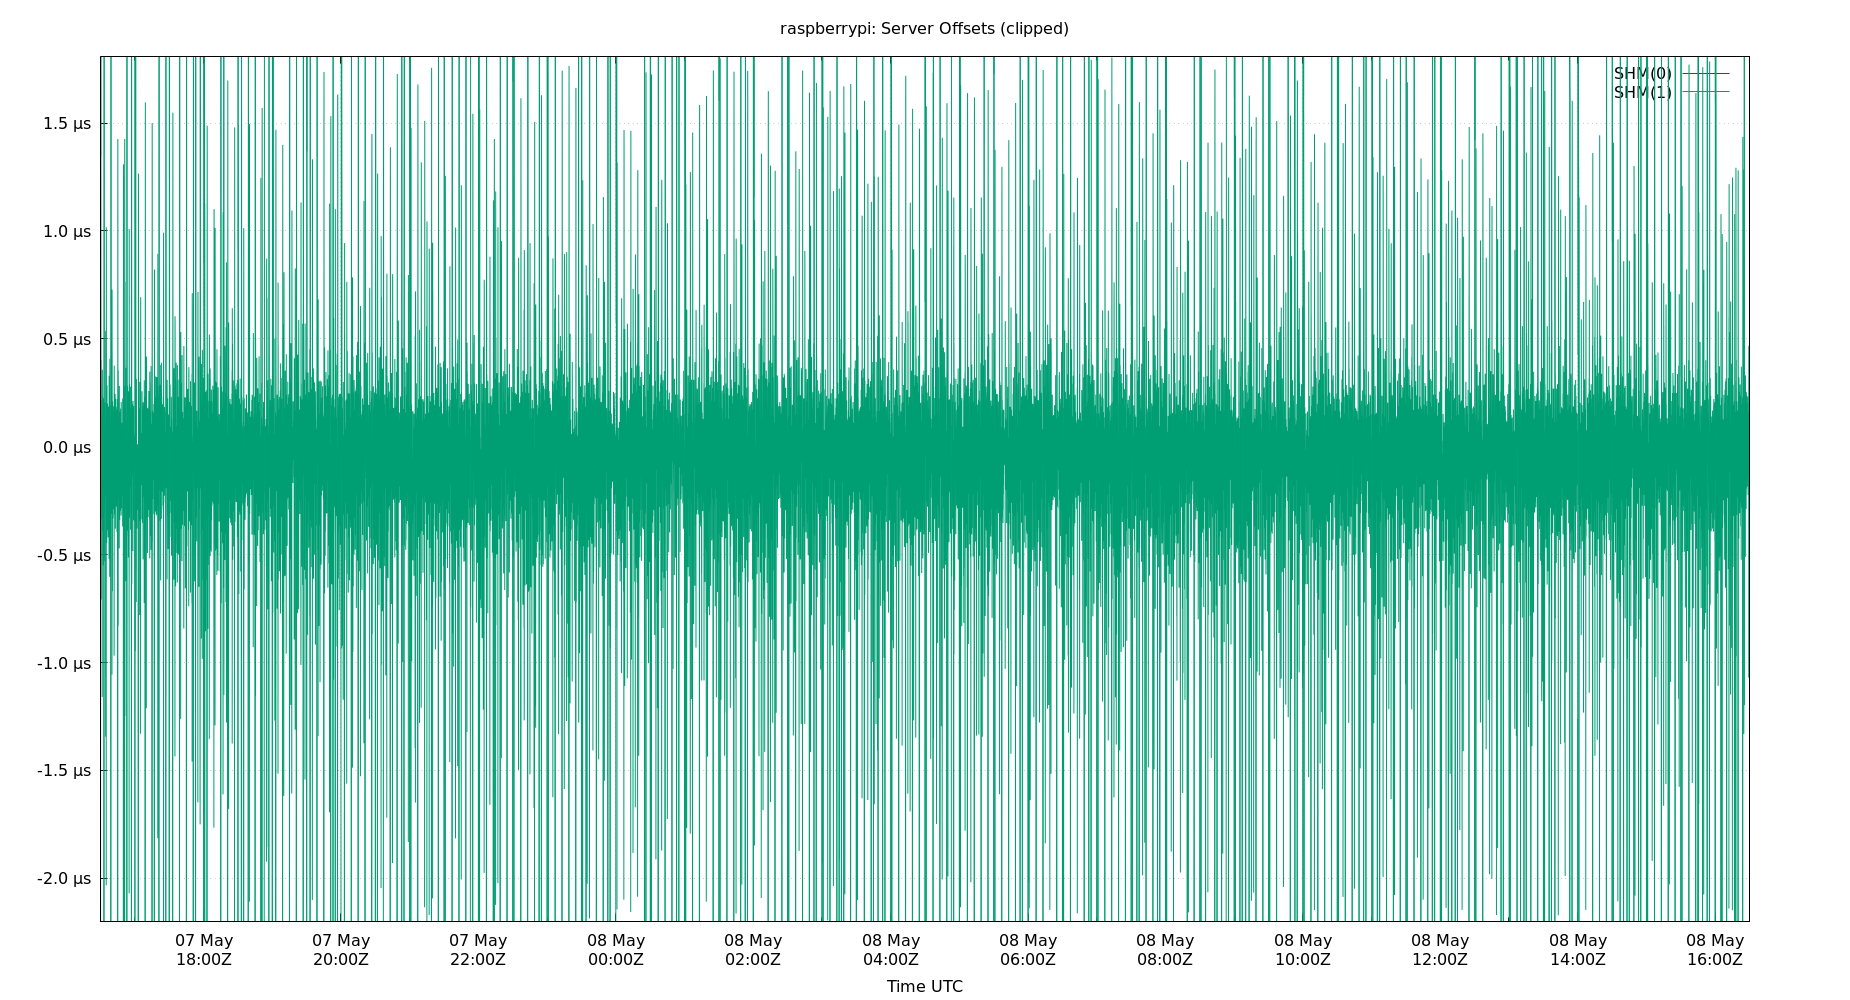 raspberrypi: Server Offsets (clipped)
SHM(0)
SHM(1)
1.5 µs
1.0 µs
0.5 µs
0.0 µs
-0.5 µs
-1.0 µs
-1.5 µs
-2.0 µs
07 May 07 May 07 May 08 May 08 May 08 May 08 May 08 May 08 May 08 May 08 May 08 May
18:00Z 20:00Z 22:00Z 00:00Z 02:00Z 04:00Z 06:00Z 08:00Z 10:00Z 12:00Z 14:00Z 16:00Z
Time UTC